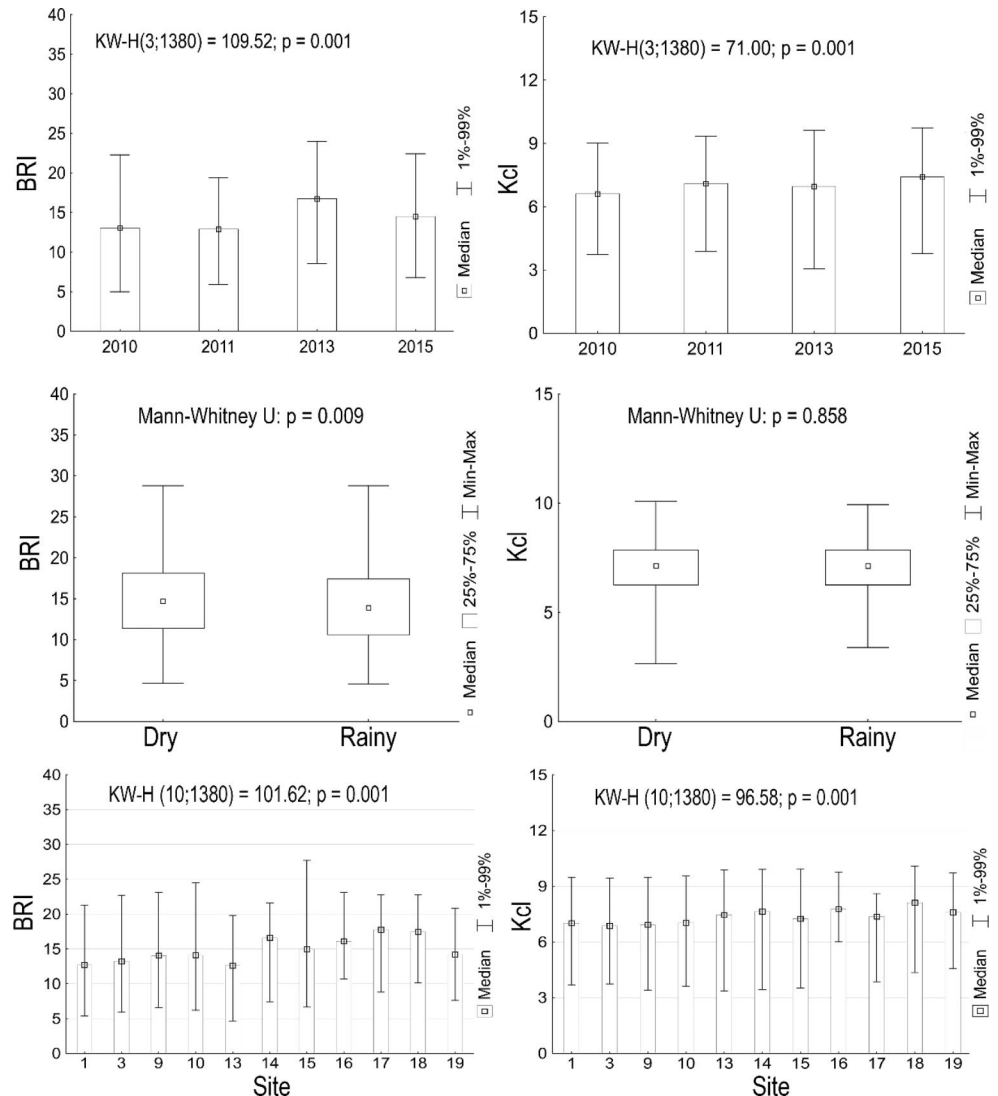 KW-H(3;1380) = 109.52; p = 0.001
BRI
40
35
30
25
20
15
10
5
0
2010 2011 2013 2015
Median 1%-99%
KW-H(3;1380) = 71.00; p = 0.001
Kcl
15
12
9
6
3
0
2010 2011 2013 2015
Median 1%-99%
Mann-Whitney U: p = 0.009
BRI
40
35
30
25
20
15
10
5
0
Dry Rainy
Median 25%-75% Min-Max
Mann-Whitney U: p = 0.858
Kcl
15
10
5
0
Dry Rainy
Median 25%-75% Min-Max
KW-H (10;1380) = 101.62; p = 0.001
BRI
40
35
30
25
20
15
10
5
0
1 3 9 10 13 14 15 16 17 18 19
Site
Median 1%-99%
KW-H (10;1380) = 96.58; p = 0.001
Kcl
15
12
9
6
3
0
1 3 9 10 13 14 15 16 17 18 19
Site
Median 1%-99%